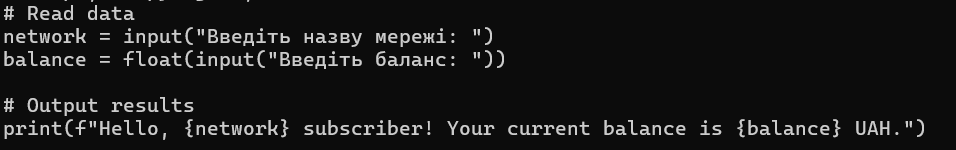 # Read data
network = input("Введіть назву мережі: ")
balance = float(input("Введіть баланс: "))
# Output results
print(f"Hello, {network} subscriber! Your current balance is {balance} UAH.")